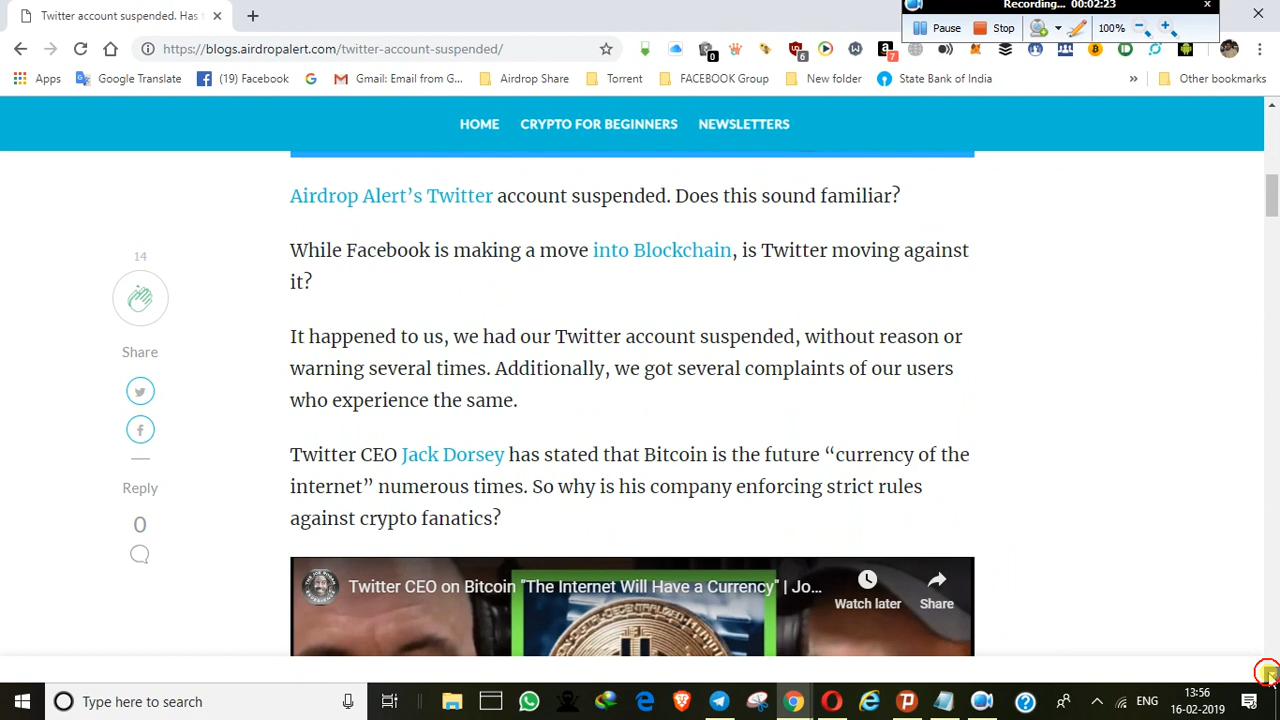 Recording... 00:02:23
Twitter account suspended. Has t
Pause
Stop
100%
https://blogs.airdropalert.com/twitter-account-suspended/
0
6
7
Apps
Google Translate
(19) Facebook
Gmail: Email from G...
Airdrop Share
Torrent
FACEBOOK Group
New folder
State Bank of India
»
Other bookmarks
HOME
CRYPTO FOR BEGINNERS
NEWSLETTERS
Airdrop Alert's Twitter account suspended. Does this sound familiar?
While Facebook is making a move into Blockchain, is Twitter moving against
it?
It happened to us, we had our Twitter account suspended, without reason or
warning several times. Additionally, we got several complaints of our users
who experience the same.
Twitter CEO Jack Dorsey has stated that Bitcoin is the future “currency of the
internet” numerous times. So why is his company enforcing strict rules
against crypto fanatics?
14
Share
Reply
0
Twitter CEO on Bitcoin "The Internet Will Have a Currency" | Jo...
Watch later
Share
Type here to search
ENG
13:56
16-02-2019